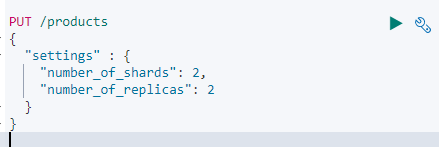 PUT /products
{
"settings" : {
"number_of_shards": 2,
"number_of_replicas": 2
}
}